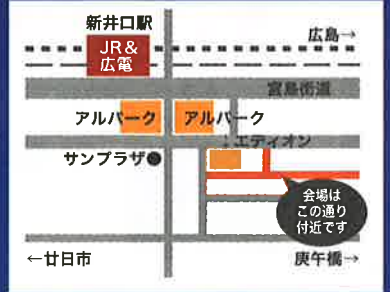 新井口駅
広島→
JR&
広電
宮島街道
アルパーク
アルパーク
エディオン
サンプラザ
会場は
この通り
付近です
←廿日市
庚午橋→